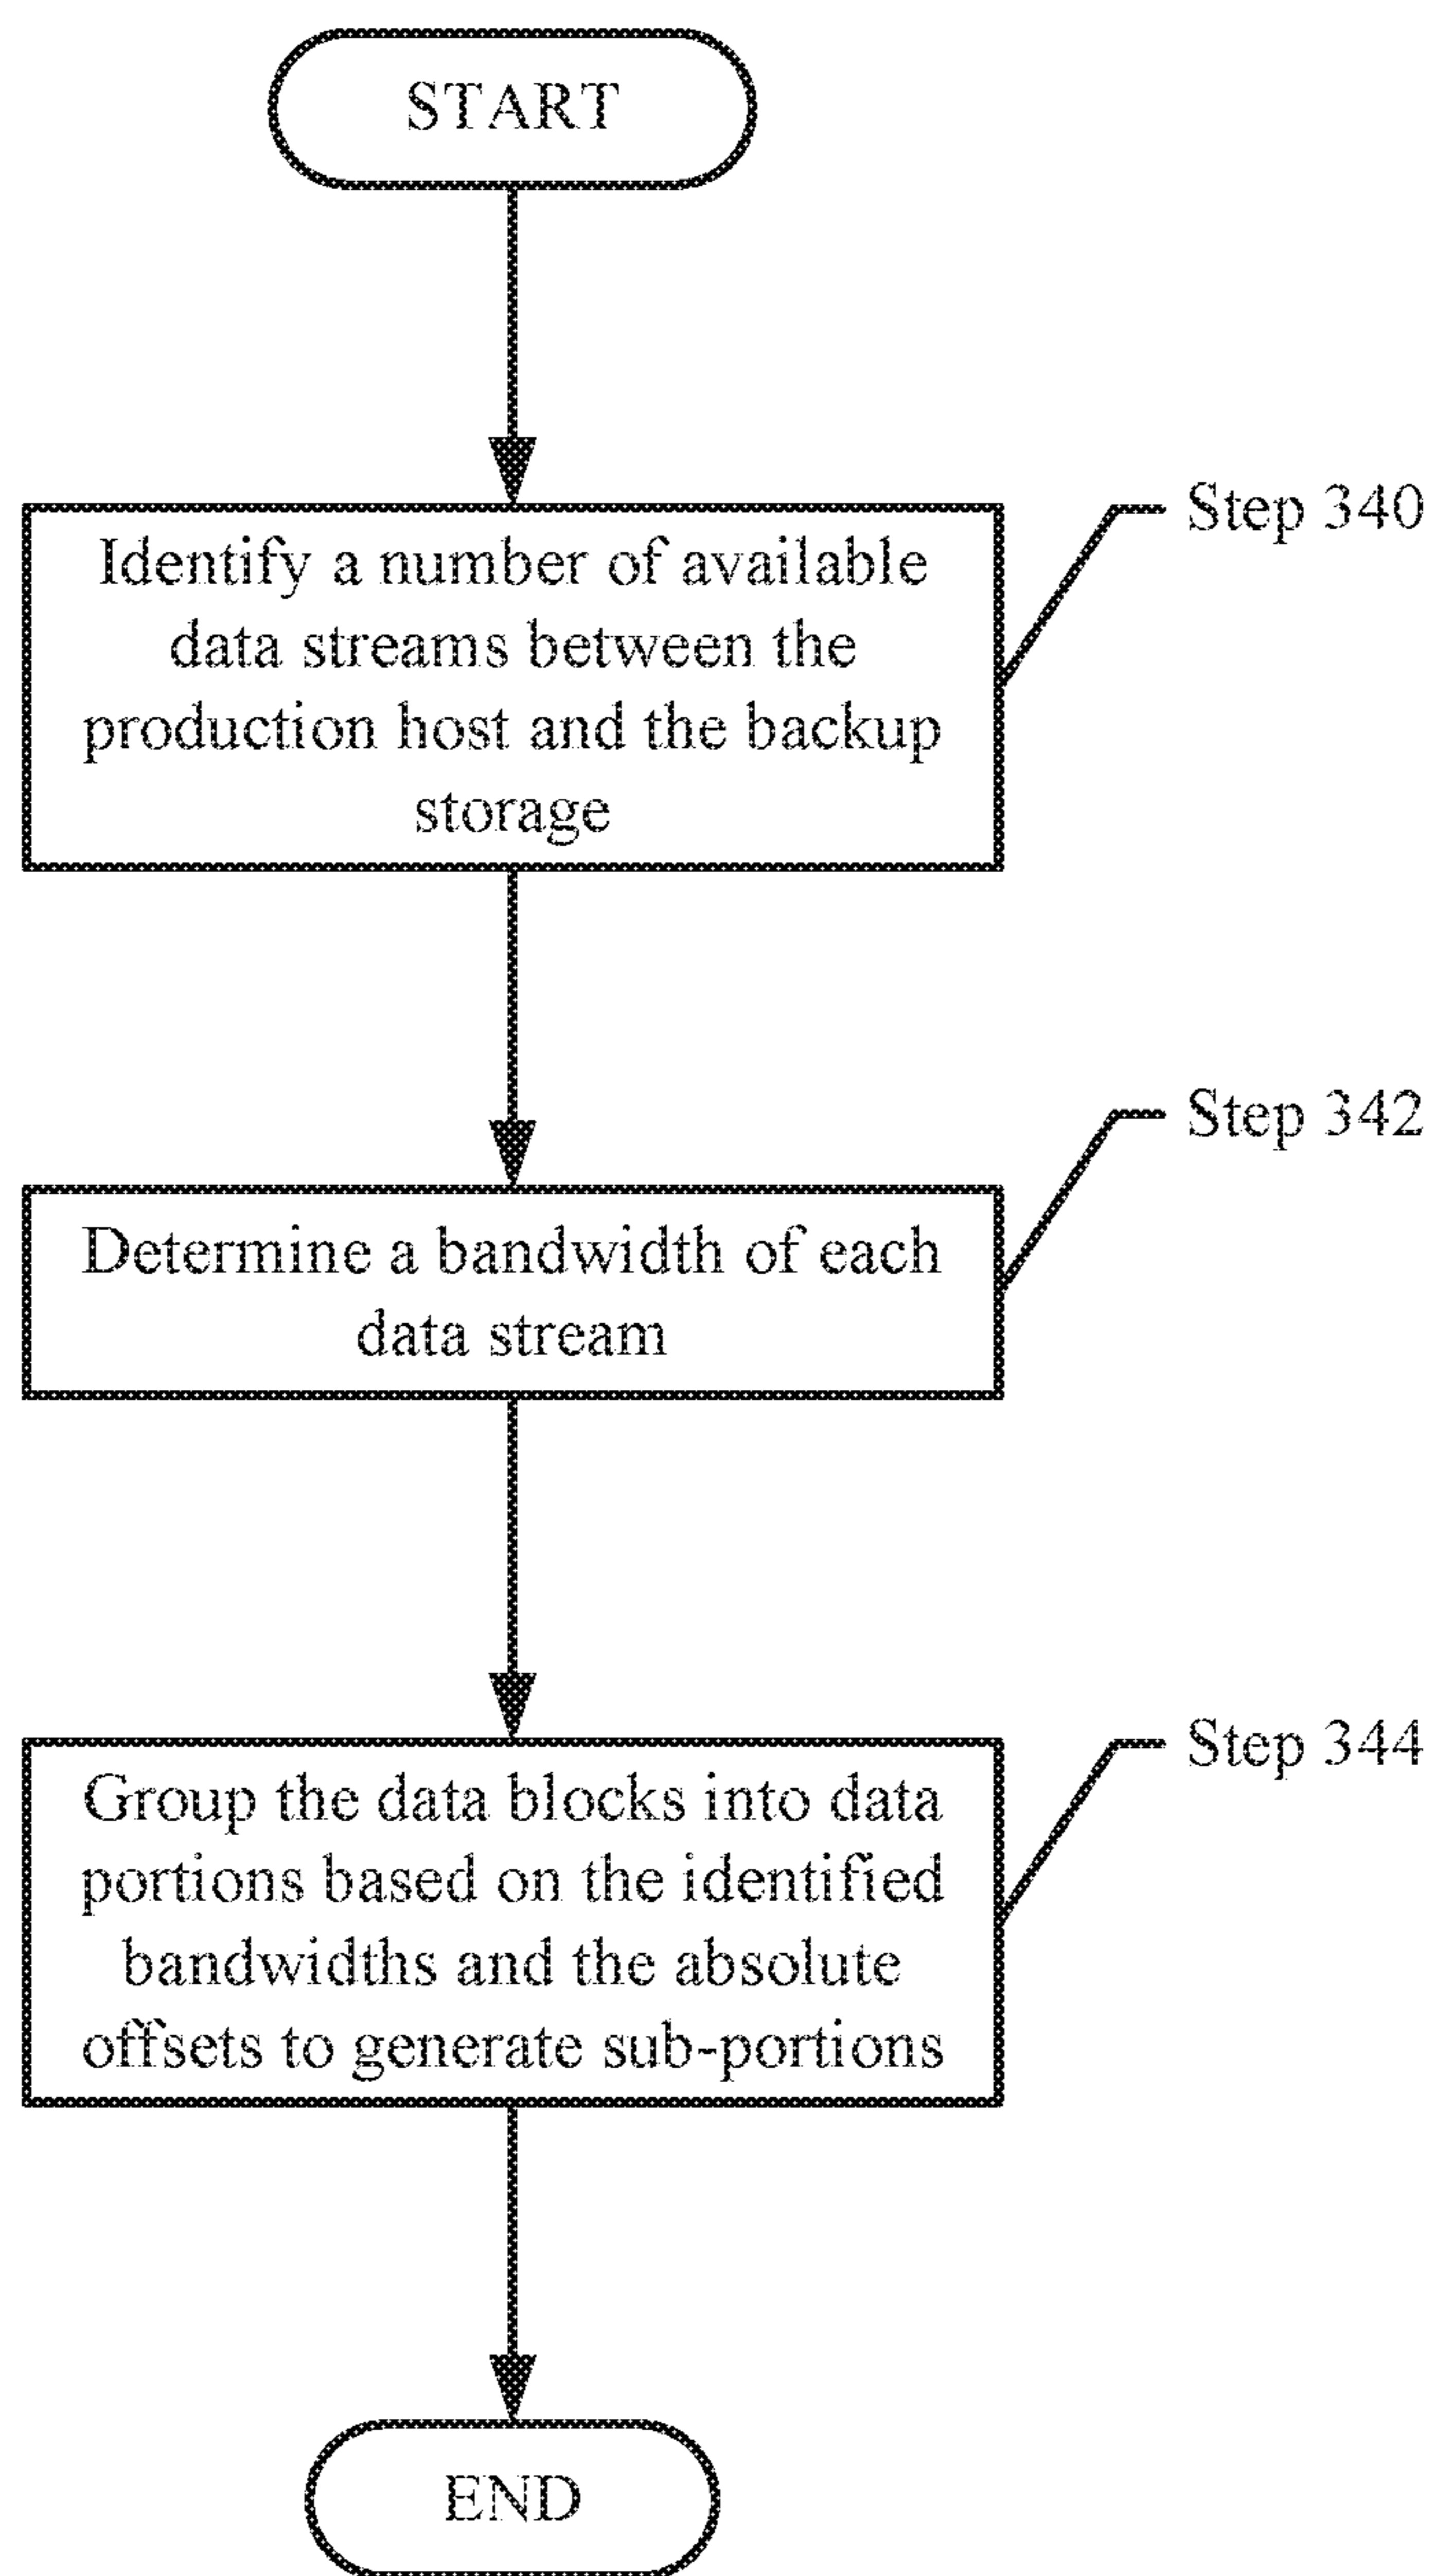 START
Step 340
Identify a number of available
data streams between the
production host and the backup
storage
Step 342
Determine a bandwidth of each
data stream
Step 344
Group the data blocks into data
portions based on the identified
bandwidths and the absolute
offsets to generate sub-portions
END